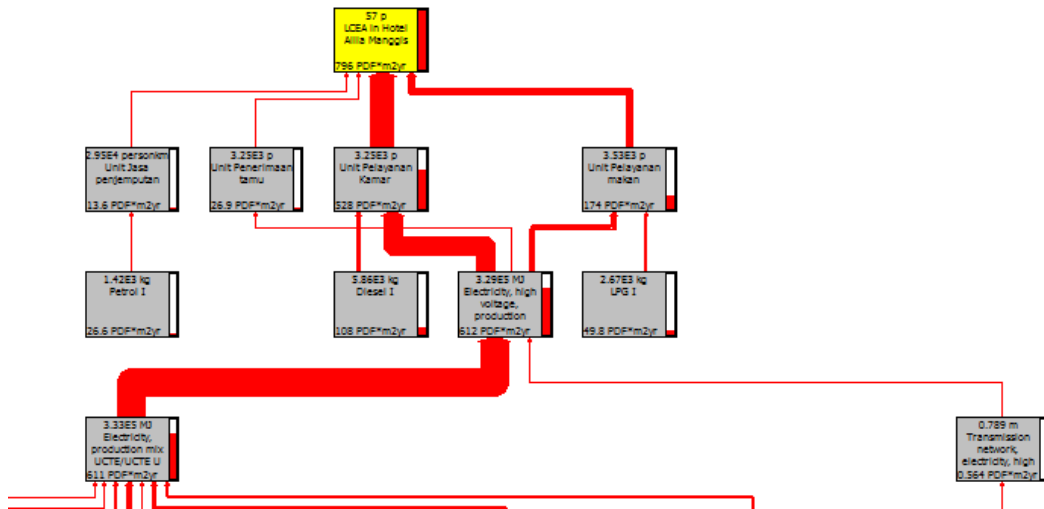 57 p
LCEA in Hotel
Alila Manggis
796 PDF*m2yr
2.95E4 personkm
Unit Jasa
penjemputan
13.6 PDF*m2yr
3.25E3 p
Unit Penerimaan
tamu
26.9 PDF*m2yr
3.25E3 p
Unit Pelayanan
Kamar
528 PDF*m2yr
3.53E3 p
Unit Pelayanan
makan
174 PDF*m2yr
1.42E3 kg
Petrol I
26.6 PDF*m2yr
5.86E3 kg
Diesel I
108 PDF*m2yr
3.29E5 MJ
Electricity, high
voltage,
production
612 PDF*m2yr
2.67E3 kg
LPG I
49.8 PDF*m2yr
3.33E5 MJ
Electricity,
production mix
UCTE/UCTE U
611 PDF*m2yr
0.789 m
Transmission
network,
electricity, high
0.564 PDF*m2yr